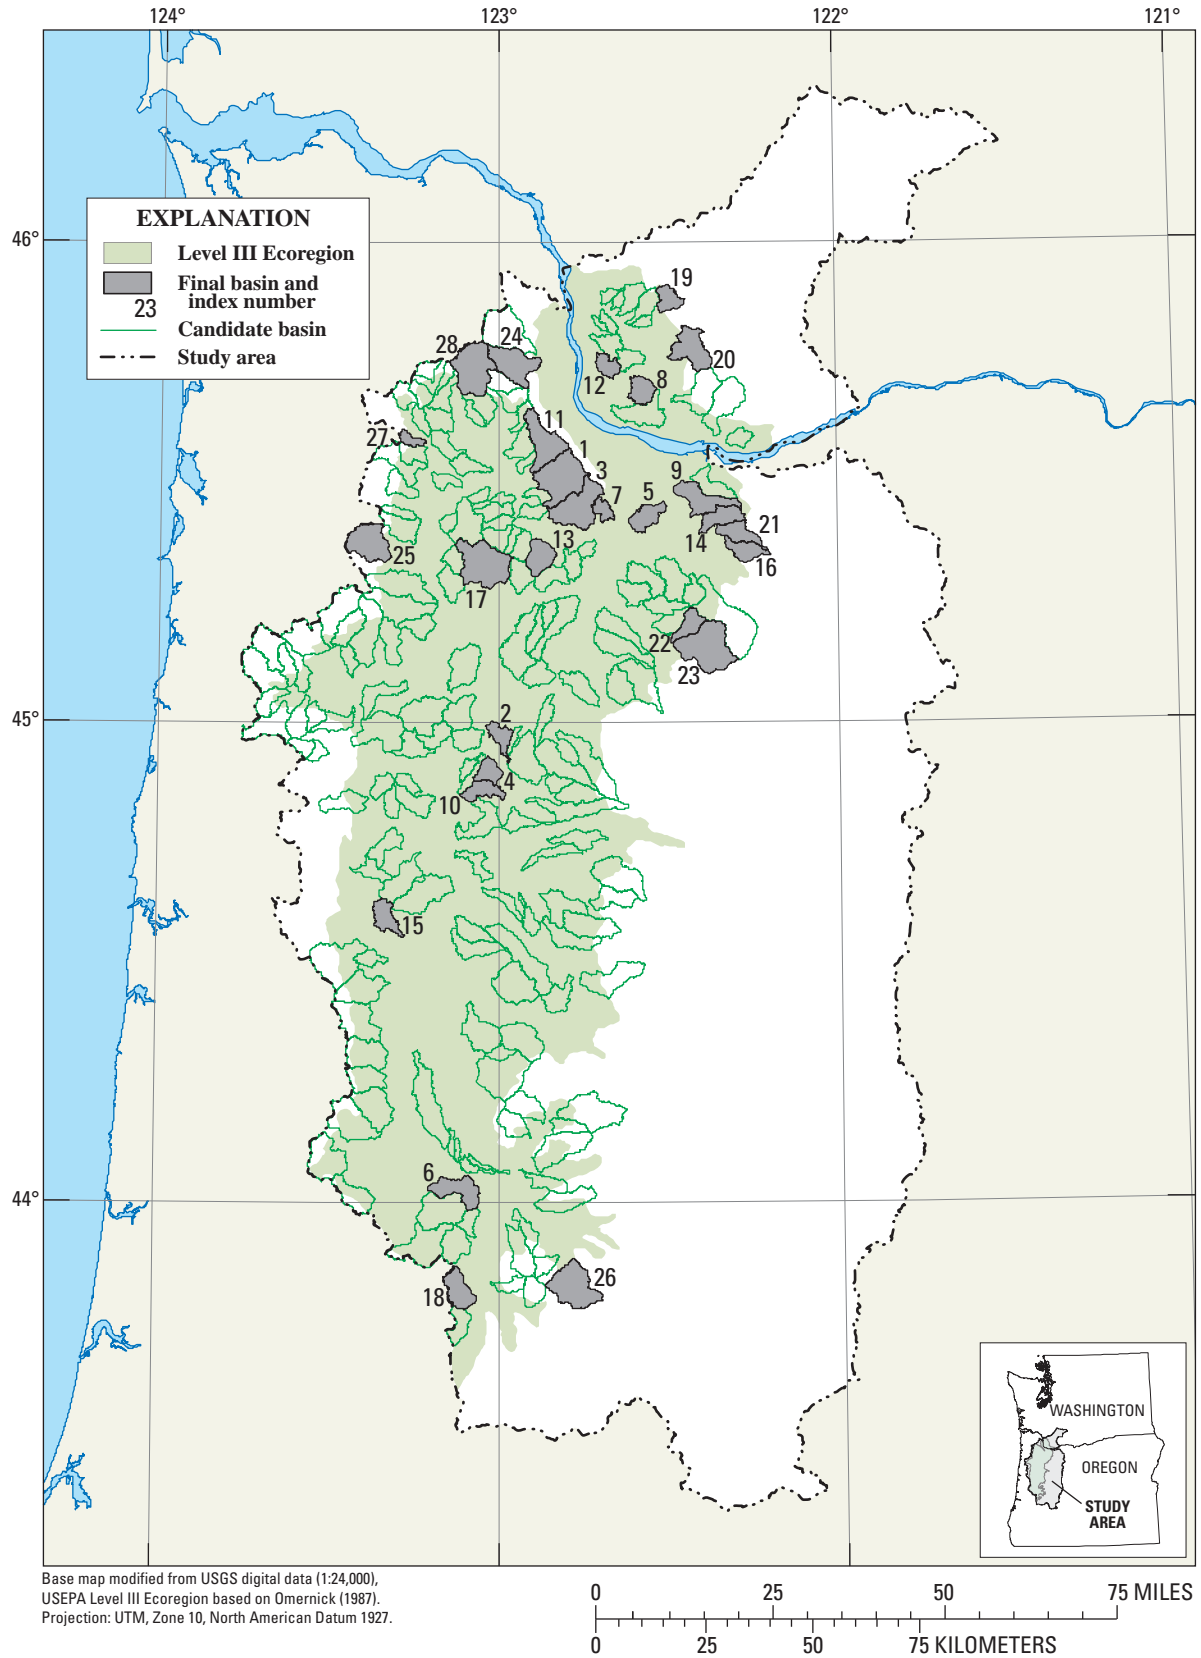 124° 123° 122° 121°
46°
EXPLANATION
Level III Ecoregion
Final basin and
index number
23
Candidate basin
Study area
19
28 24
20
12 8
11
27
1
3
9
7 5
21
13 14
25 16
17
22
23
45°
2
4
10
15
6
44°
26
18
WASHINGTON
OREGON
STUDY
AREA
Base map modified from USGS digital data (1:24,000),
USEPA Level III Ecoregion based on Omernick (1987).
Projection: UTM, Zone 10, North American Datum 1927.
0 25 50 75 MILES
0 25 50 75 KILOMETERS